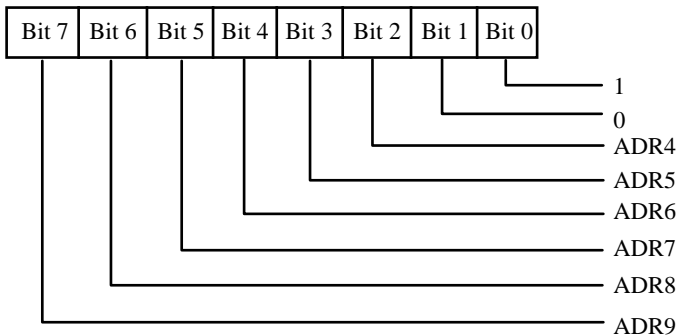 Bit 7 Bit 6 Bit 5 Bit 4 Bit 3 Bit 2 Bit 1 Bit 0
1
0
ADR4
ADR5
ADR6
ADR7
ADR8
ADR9